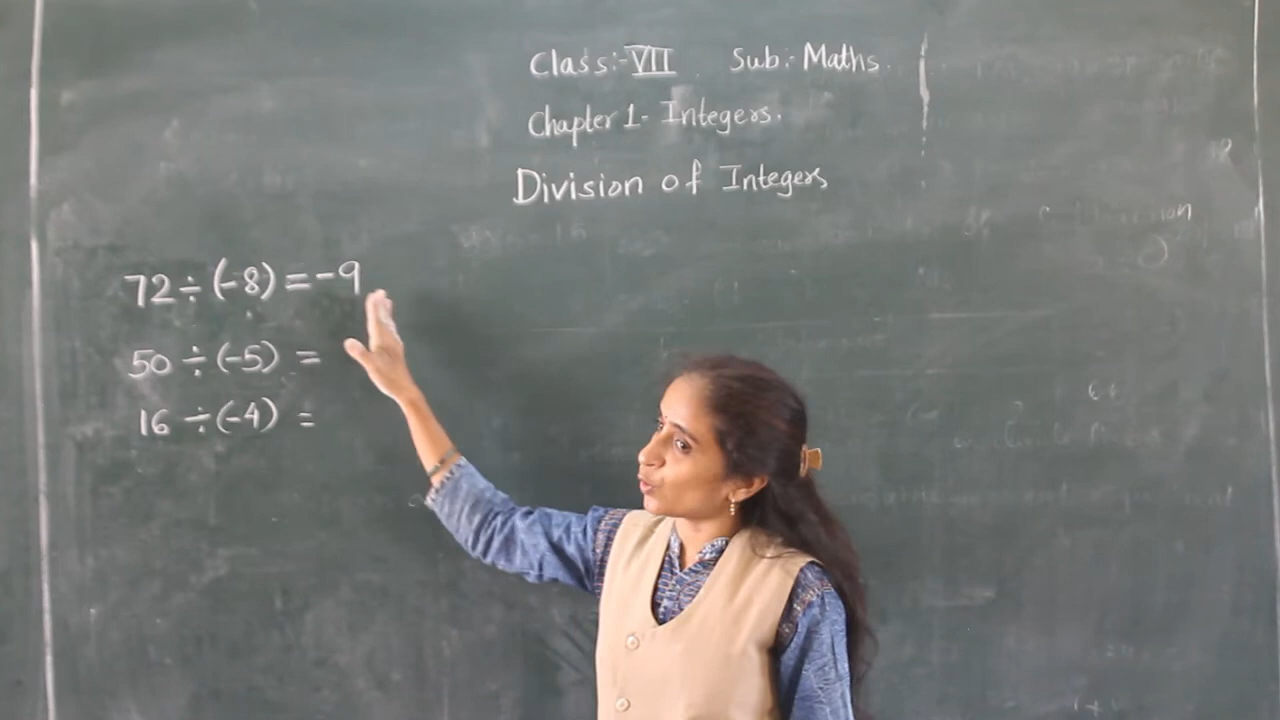 Class:- VII Sub:- Maths.
Chapter 1- Integers.
Division of Integers
72 ÷ (-8) = -9
50 ÷ (-5) =
16 ÷ (-4) =